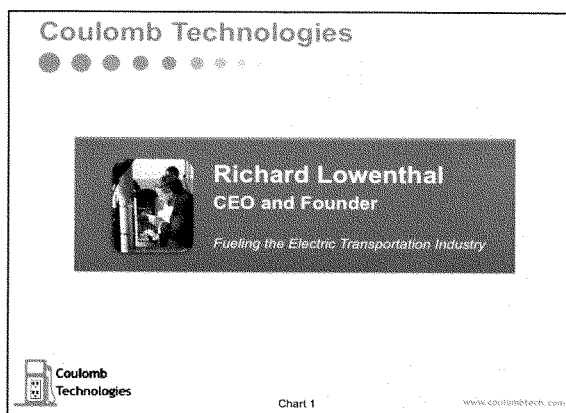 Coulomb Technologies
Richard Lowenthal
CEO and Founder
Fueling the Electric Transportation Industry
Coulomb
Technologies
Chart 1
www.coulombtech.com